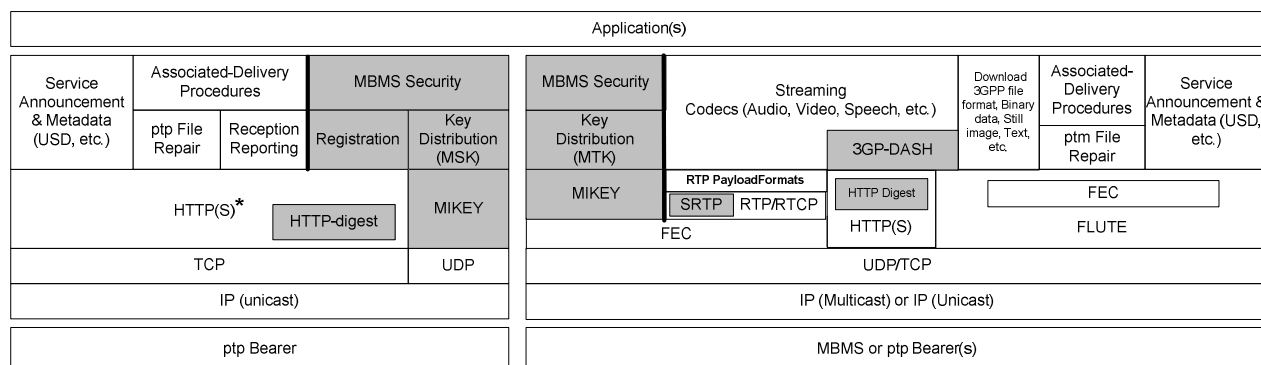 Application(s)
Service
Announcement
& Metadata
(USD, etc.)
Associated-Delivery
Procedures
ptp File
Repair
Reception
Reporting
MBMS Security
Registration
Key
Distribution
(MSK)
HTTP(S)*
HTTP-digest
MIKEY
TCP
UDP
IP (unicast)
ptp Bearer
MBMS Security
Key
Distribution
(MTK)
MIKEY
Streaming
Codecs (Audio, Video, Speech, etc.)
3GP-DASH
RTP PayloadFormats
SRTP
RTP/RTCP
FEC
HTTP Digest
HTTP(S)
Download
3GPP file
format, Binary
data, Still
image, Text,
etc.
Associated-
Delivery
Procedures
ptm File
Repair
Service
Announcement &
Metadata (USD,
etc.)
FEC
FLUTE
UDP/TCP
IP (Multicast) or IP (Unicast)
MBMS or ptp Bearer(s)